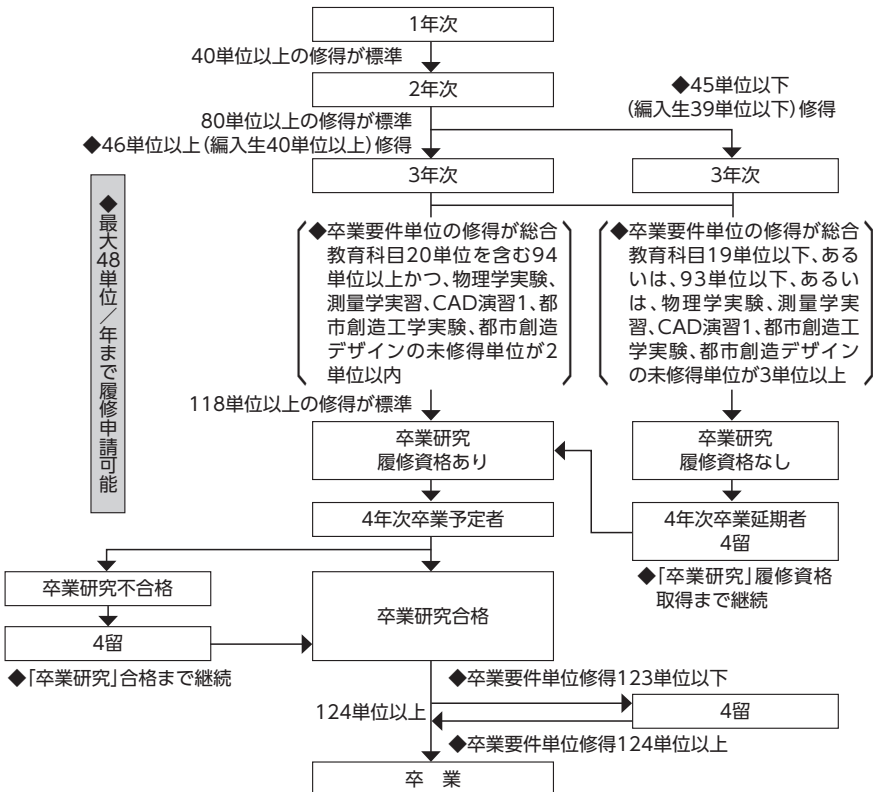 1年次
40単位以上の修得が標準
2年次
◆45単位以下
(編入生39単位以下)修得
80単位以上の修得が標準
◆46単位以上(編入生40単位以上)修得
3年次
3年次
◆最大48単位/年まで履修申請可能
◆卒業要件単位の修得が総合
教育科目20単位を含む94
単位以上かつ、物理学実験、
測量学実習、CAD演習1、都
市創造工学実験、都市創造
デザインの未修得単位が2
単位以内
◆卒業要件単位の修得が総合
教育科目19単位以下、ある
いは、93単位以下、あるい
は、物理学実験、測量学実
習、CAD演習1、都市創造工
学実験、都市創造デザイン
の未修得単位が3単位以上
118単位以上の修得が標準
卒業研究
履修資格あり
卒業研究
履修資格なし
4年次卒業予定者
4年次卒業延期者
4留
◆「卒業研究」履修資格
取得まで継続
卒業研究不合格
卒業研究合格
4留
◆「卒業研究」合格まで継続
◆卒業要件単位修得123単位以下
124単位以上
4留
◆卒業要件単位修得124単位以上
卒 業